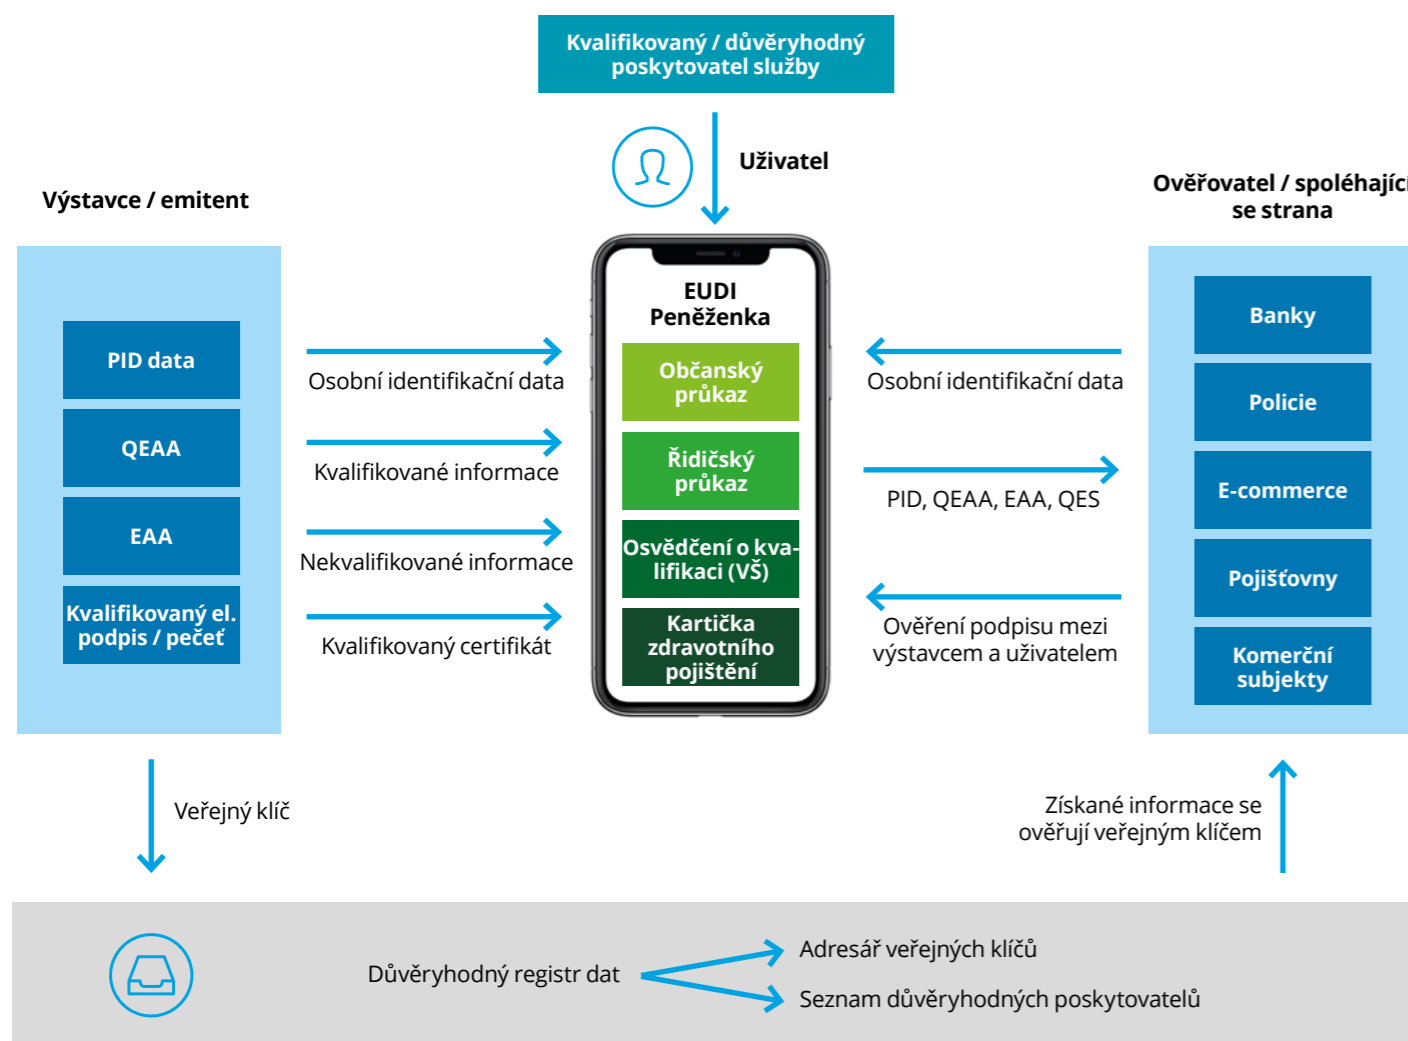 Kvalifikovaný / důvěryhodný
poskytovatel služby
Uživatel
Výstavce / emitent
Ověřovatel / spoléhající
se strana
PID data
QEAA
EAA
Kvalifikovaný el.
podpis / pečeť
Osobní identifikační data
Kvalifikované informace
Nekvalifikované informace
Kvalifikovaný certifikát
EUDI
Peněženka
Občanský
průkaz
Řidičský
průkaz
Osvědčení o kva-
lifikaci (VŠ)
Kartička
zdravotního
pojištění
Osobní identifikační data
PID, QEAA, EAA, QES
Ověření podpisu mezi
výstavcem a uživatelem
Banky
Policie
E-commerce
Pojišťovny
Komerční
subjekty
Veřejný klíč
Získané informace se
ověřují veřejným klíčem
Důvěryhodný registr dat
Adresář veřejných klíčů
Seznam důvěryhodných poskytovatelů